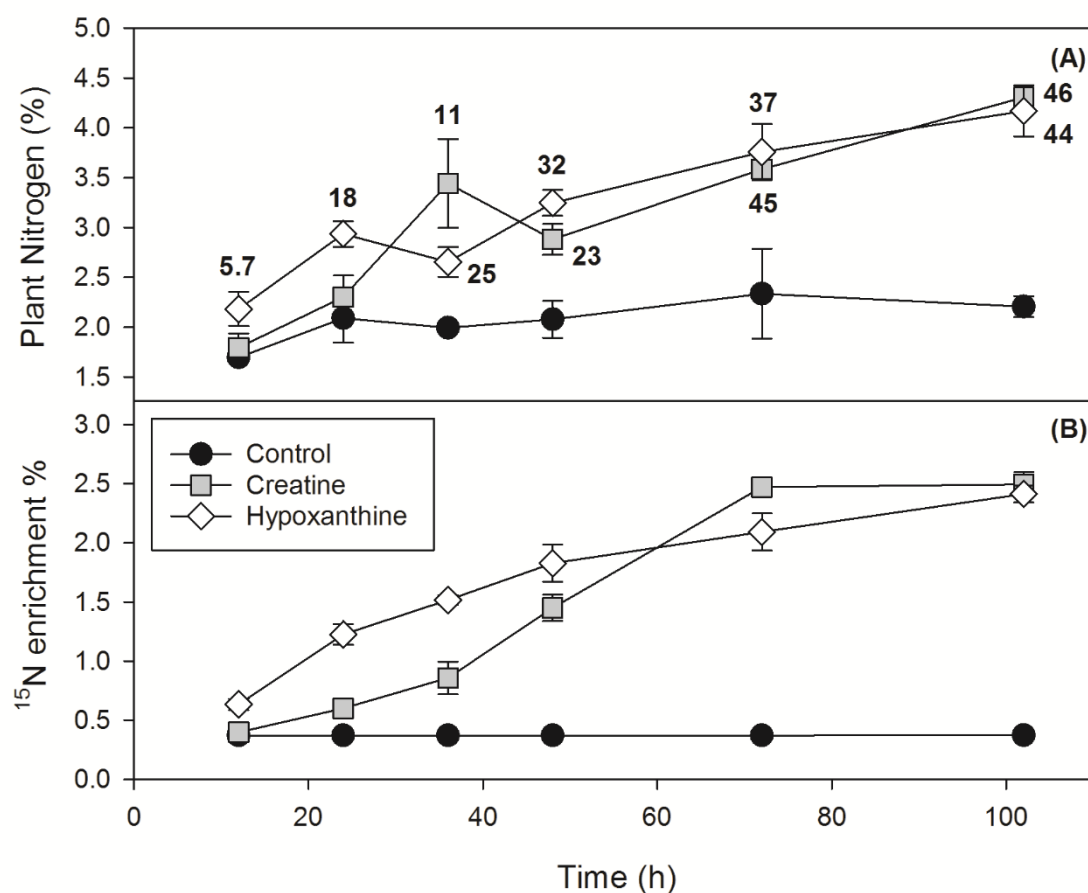 (A)
Plant Nitrogen (%)
5.0
4.5
4.0
3.5
3.0
2.5
2.0
1.5
5.7
18
11
25
32
23
37
45
46
44
(B)
¹⁵N enrichment %
3.0
2.5
2.0
1.5
1.0
0.5
0.0
Control
Creatine
Hypoxanthine
0 20 40 60 80 100
Time (h)